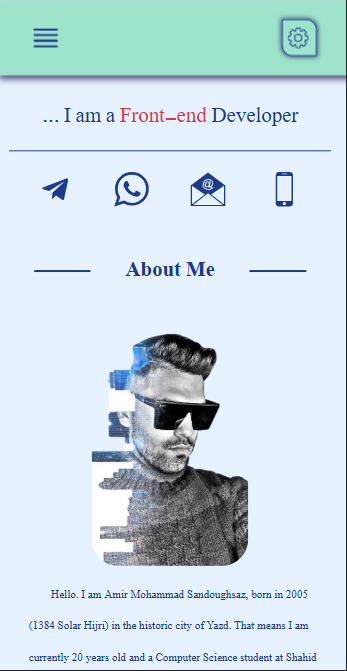 ... I am a Front-end Developer
@
About Me
Hello. I am Amir Mohammad Sandoughsaz, born in 2005
(1384 Solar Hijri) in the historic city of Yazd. That means I am
currently 20 years old and a Computer Science student at Shahid